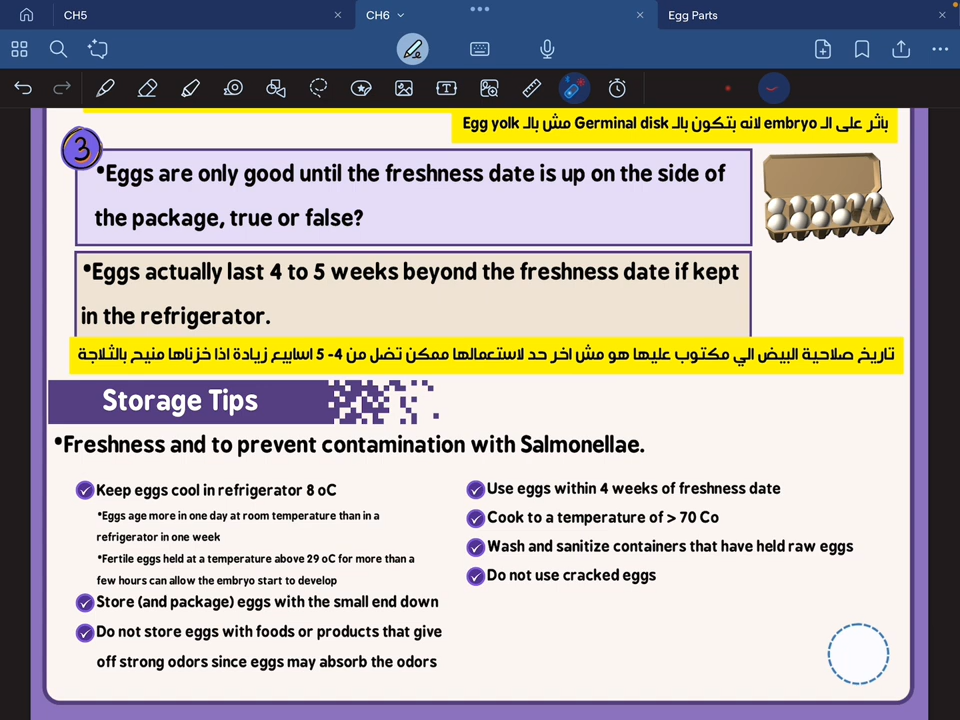 CH5
CH6
Egg Parts
بأثر على الـ embryo لانه بتكون بالـ Germinal disk مش بالـ Egg yolk
3
•Eggs are only good until the freshness date is up on the side of
the package, true or false?
•Eggs actually last 4 to 5 weeks beyond the freshness date if kept
in the refrigerator.
تاريخ صلاحية البيض الي مكتوب عليها هو مش اخر حد لاستعمالها ممكن تضل من 4- 5 اسابيع زيادة اذا خزناها منيح بالثلاجة
Storage Tips
•Freshness and to prevent contamination with Salmonellae.
Keep eggs cool in refrigerator 8 oC
•Eggs age more in one day at room temperature than in a
refrigerator in one week
•Fertile eggs held at a temperature above 29 oC for more than a
few hours can allow the embryo start to develop
Store (and package) eggs with the small end down
Do not store eggs with foods or products that give
off strong odors since eggs may absorb the odors
Use eggs within 4 weeks of freshness date
Cook to a temperature of > 70 Co
Wash and sanitize containers that have held raw eggs
Do not use cracked eggs